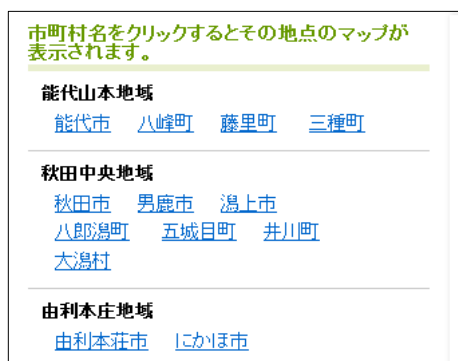 市町村名をクリックするとその地点のマップが
表示されます。
能代山本地域
能代市 八峰町 藤里町 三種町
秋田中央地域
秋田市 男鹿市 潟上市
八郎潟町 五城目町 井川町
大潟村
由利本庄地域
由利本荘市 にかほ市